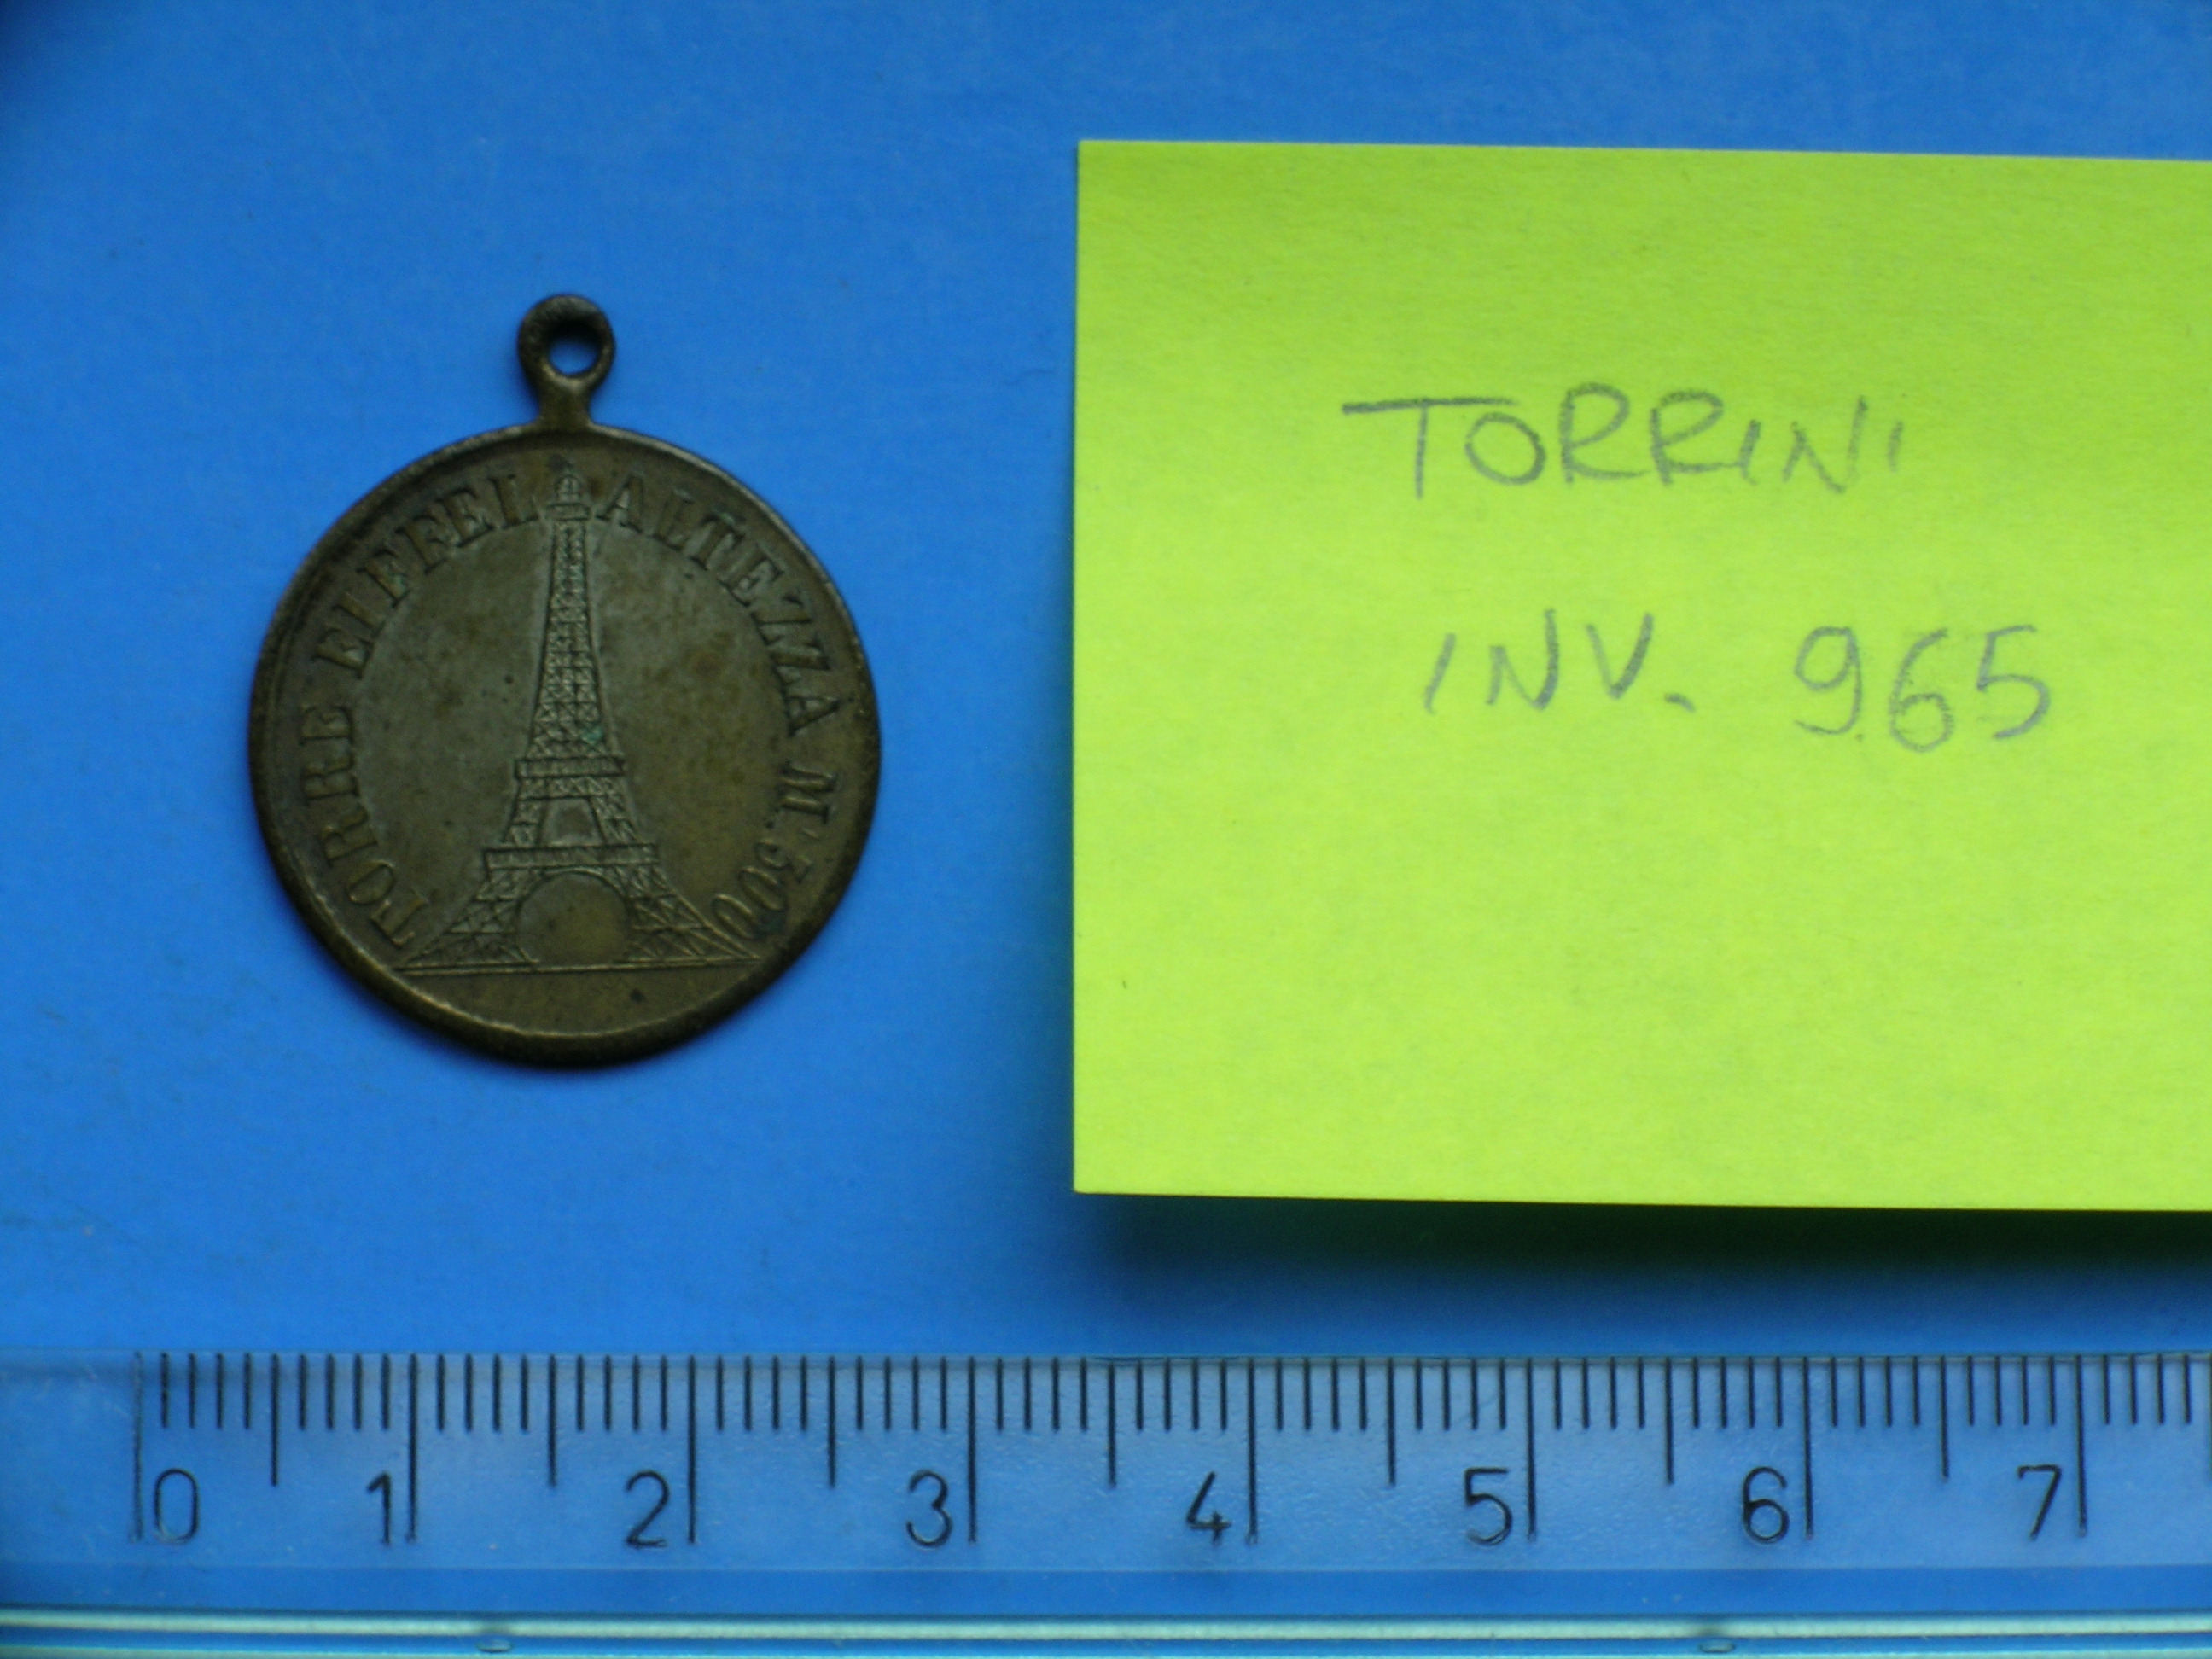 TORRE EIFFEL ALTEZZA M. 300
TORRINI
INV. 965
0 1 2 3 4 5 6 7